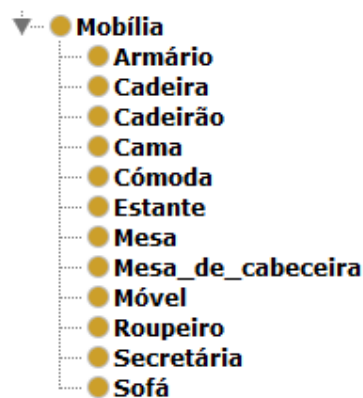 Mobília
Armário
Cadeira
Cadeirão
Cama
Cómoda
Estante
Mesa
Mesa_de_cabeceira
Móvel
Roupeiro
Secretária
Sofá